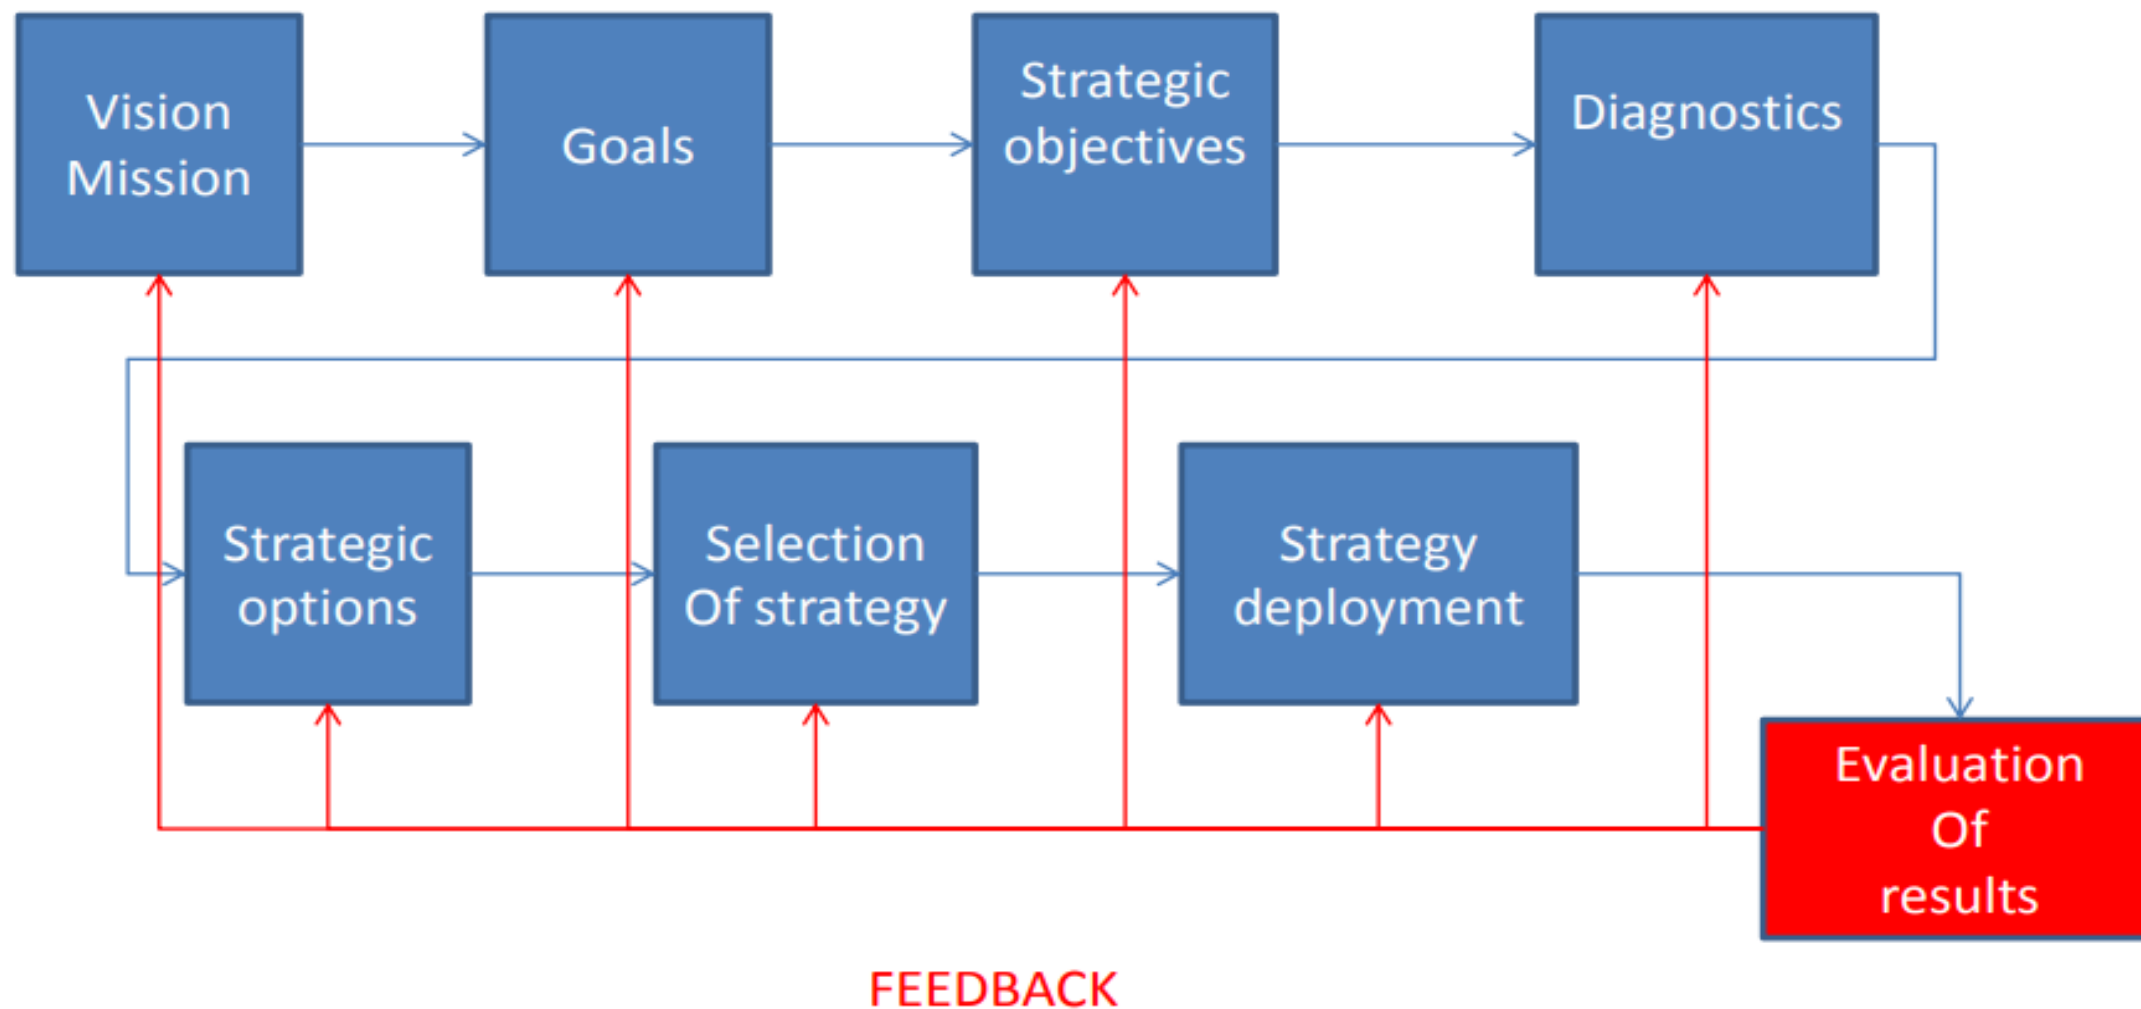 Vision
Mission
Goals
Strategic
objectives
Diagnostics
Strategic
options
Selection
Of strategy
Strategy
deployment
Evaluation
Of
results
FEEDBACK